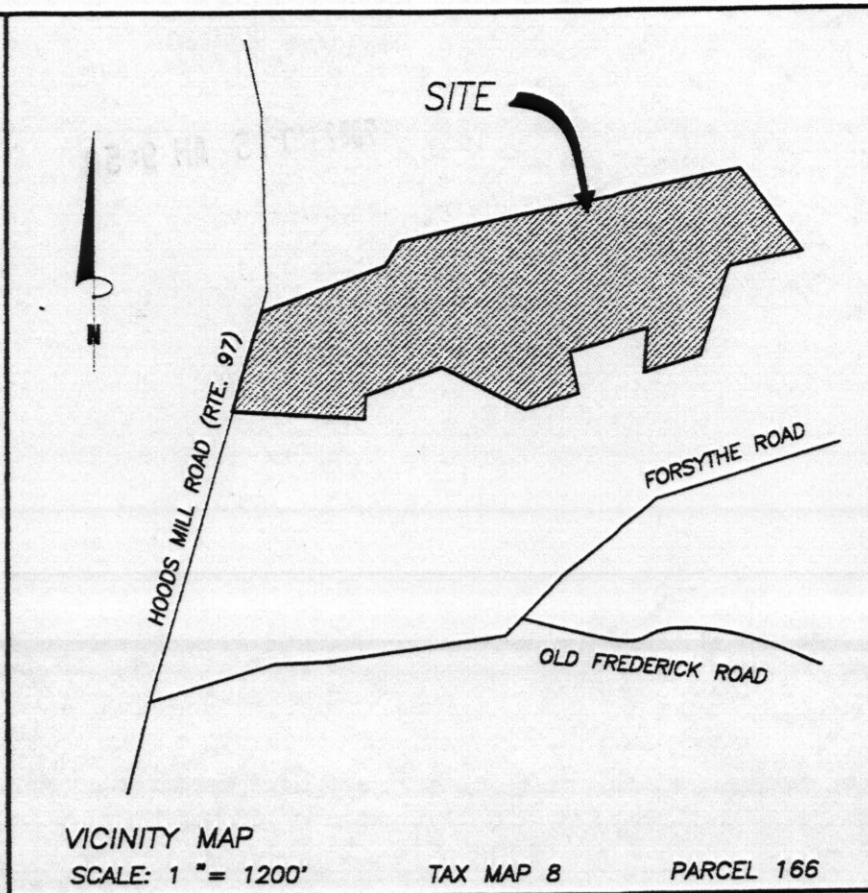 SITE
N
HOODS MILL ROAD (RTE. 97)
FORSYTHE ROAD
OLD FREDERICK ROAD
VICINITY MAP
SCALE: 1 "= 1200' TAX MAP 8 PARCEL 166